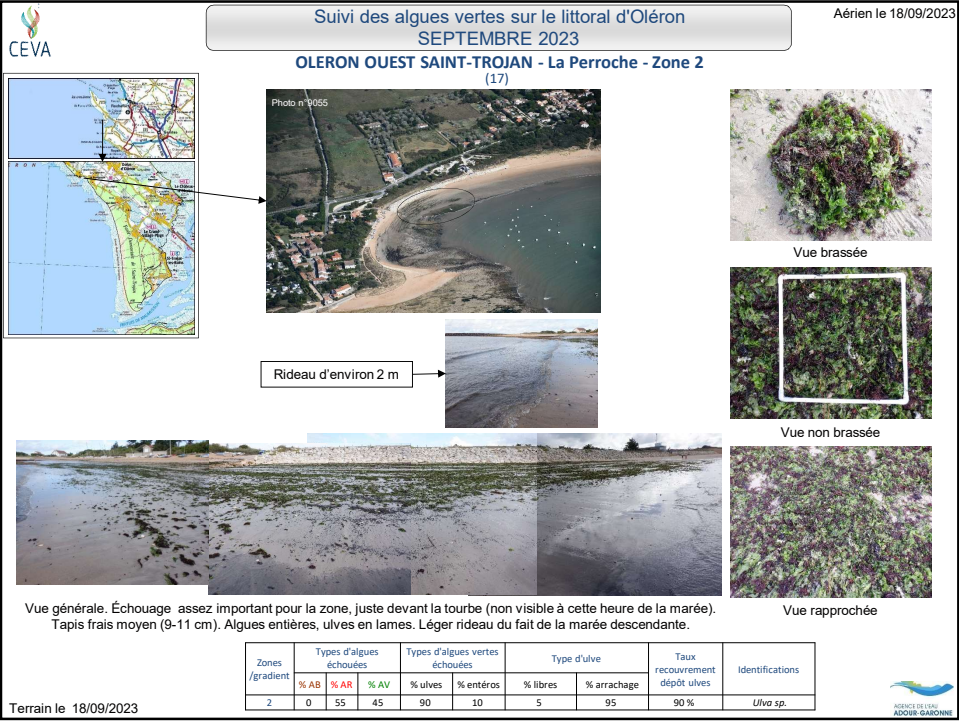 CEVA
Suivi des algues vertes sur le littoral d'Oléron
SEPTEMBRE 2023
Aérien le 18/09/2023
OLERON OUEST SAINT-TROJAN - La Perroche - Zone 2
(17)
Photo n°9055
Vue brassée
Rideau d'environ 2 m
Vue non brassée
Vue générale. Échouage assez important pour la zone, juste devant la tourbe (non visible à cette heure de la marée).
Tapis frais moyen (9-11 cm). Algues entières, ulves en lames. Léger rideau du fait de la marée descendante.
Vue rapprochée
Zones /gradient
Types d'algues échouées
Types d'algues vertes échouées
Type d'ulve
Taux recouvrement dépôt ulves
Identifications
% AB % AR % AV % ulves % entéros % libres % arrachage
2 0 55 45 90 10 5 95 90 % Ulva sp.
Terrain le 18/09/2023
AGENCE DE L'EAU
ADOUR-GARONNE